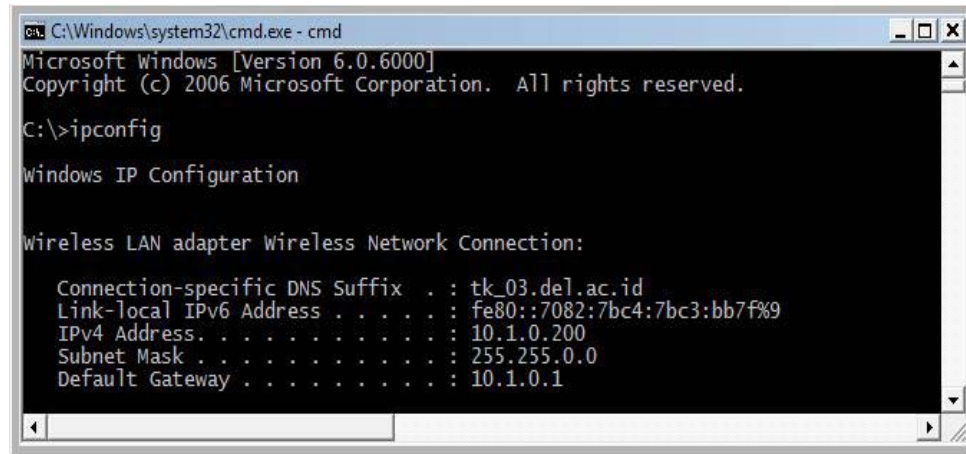 C:\Windows\system32\cmd.exe - cmd
Microsoft Windows [Version 6.0.6000]
Copyright (c) 2006 Microsoft Corporation.  All rights reserved.
C:\>ipconfig
Windows IP Configuration
Wireless LAN adapter Wireless Network Connection:
Connection-specific DNS Suffix  . : tk_03.del.ac.id
Link-local IPv6 Address . . . . . : fe80::7082:7bc4:7bc3:bb7f%9
IPv4 Address. . . . . . . . . . . : 10.1.0.200
Subnet Mask . . . . . . . . . . . : 255.255.0.0
Default Gateway . . . . . . . . . : 10.1.0.1